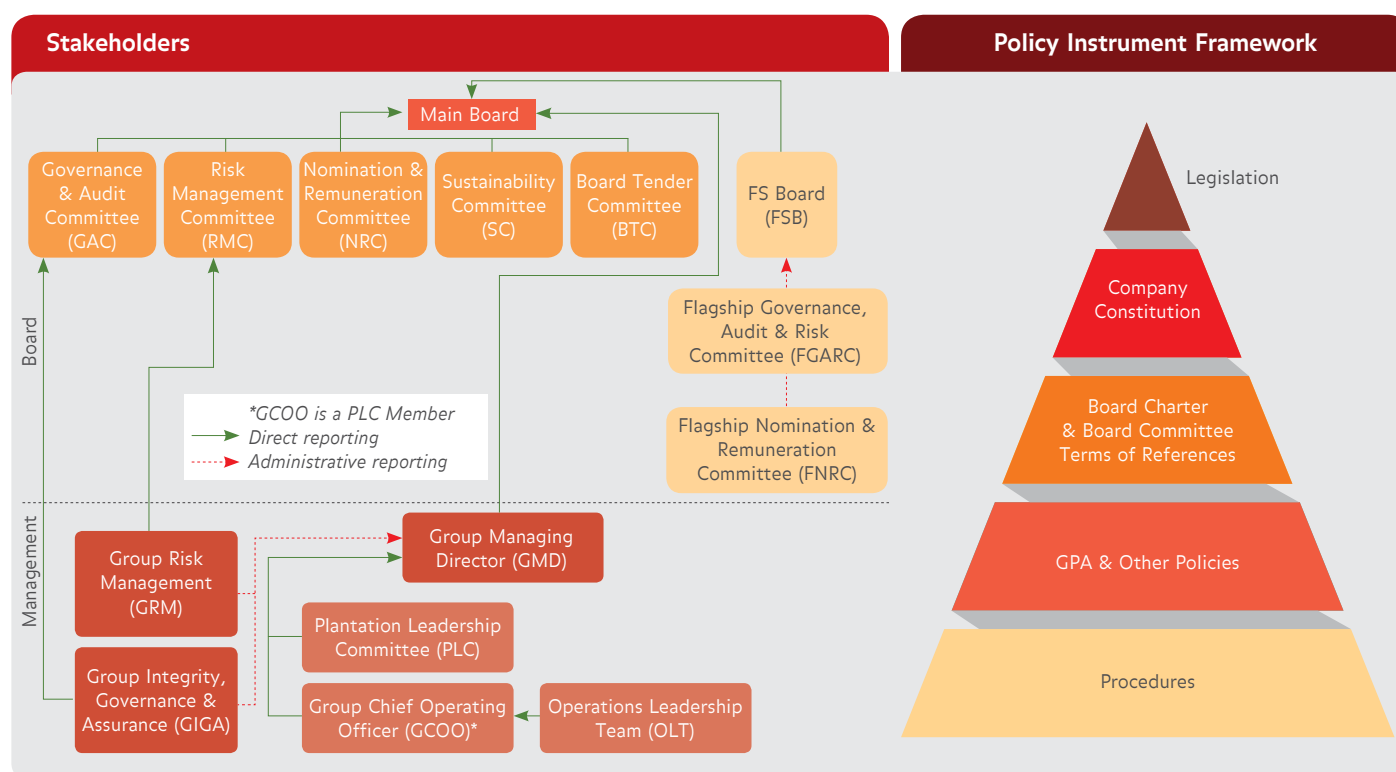 Stakeholders
Policy Instrument Framework
Main Board
Governance
& Audit
Committee
(GAC)
Risk
Management
Committee
(RMC)
Nomination &
Remuneration
Committee
(NRC)
Sustainability
Committee
(SC)
Board Tender
Committee
(BTC)
FS Board
(FSB)
Flagship Governance,
Audit & Risk
Committee (FGARC)
Flagship Nomination &
Remuneration
Committee (FNRC)
Board
*GCOO is a PLC Member
Direct reporting
Administrative reporting
Management
Group Risk
Management
(GRM)
Group Integrity,
Governance &
Assurance (GIGA)
Group Managing
Director (GMD)
Plantation Leadership
Committee (PLC)
Group Chief Operating
Officer (GCOO)*
Operations Leadership
Team (OLT)
Legislation
Company
Constitution
Board Charter
& Board Committee
Terms of References
GPA & Other Policies
Procedures